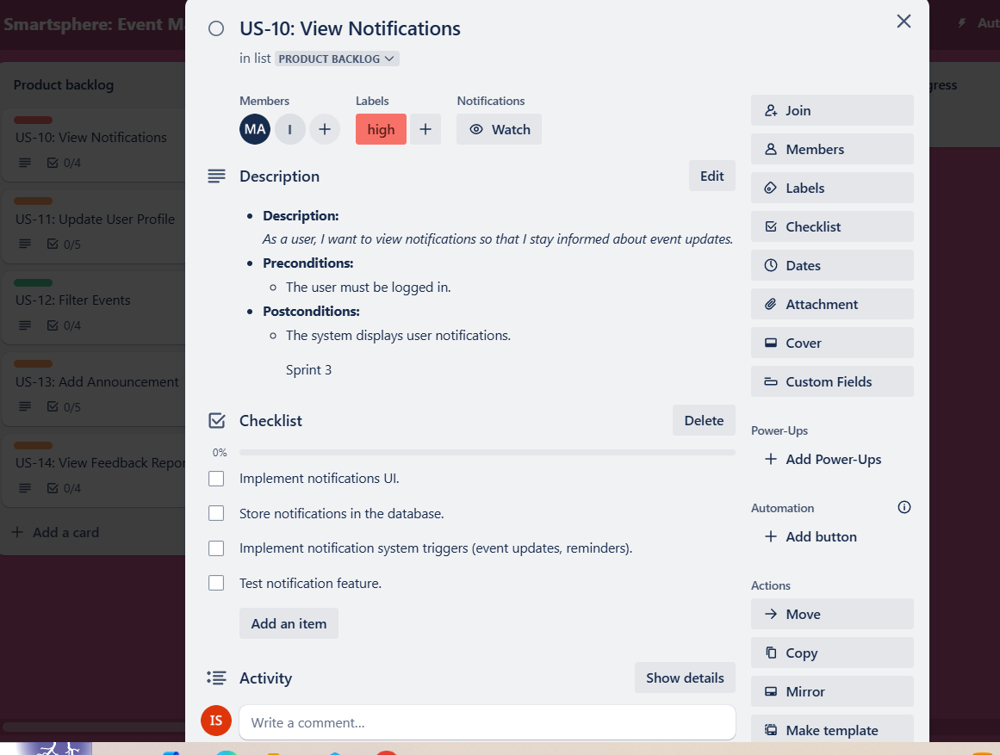 Smartsphere: Event M
Aut
Product backlog
gress
US-10: View Notifications
0/4
US-11: Update User Profile
0/5
US-12: Filter Events
0/4
US-13: Add Announcement
0/5
US-14: View Feedback Repor
0/4
+ Add a card
US-10: View Notifications
in list PRODUCT BACKLOG
Members Labels Notifications
MA I + high + Watch
Description Edit
• Description:
As a user, I want to view notifications so that I stay informed about event updates.
• Preconditions:
○ The user must be logged in.
• Postconditions:
○ The system displays user notifications.
Sprint 3
Checklist Delete
0%
Implement notifications UI.
Store notifications in the database.
Implement notification system triggers (event updates, reminders).
Test notification feature.
Add an item
Activity Show details
IS Write a comment...
Join
Members
Labels
Checklist
Dates
Attachment
Cover
Custom Fields
Power-Ups
+ Add Power-Ups
Automation
+ Add button
Actions
Move
Copy
Mirror
Make template